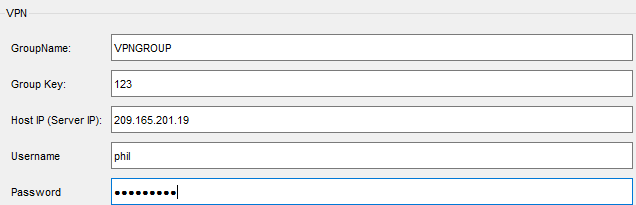 VPN
GroupName: VPNGROUP
Group Key: 123
Host IP (Server IP): 209.165.201.19
Username phil
Password ●●●●●●●●●